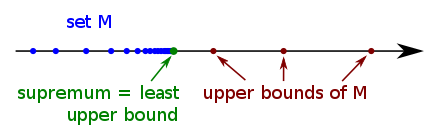 set M
supremum = least
upper bound
upper bounds of M